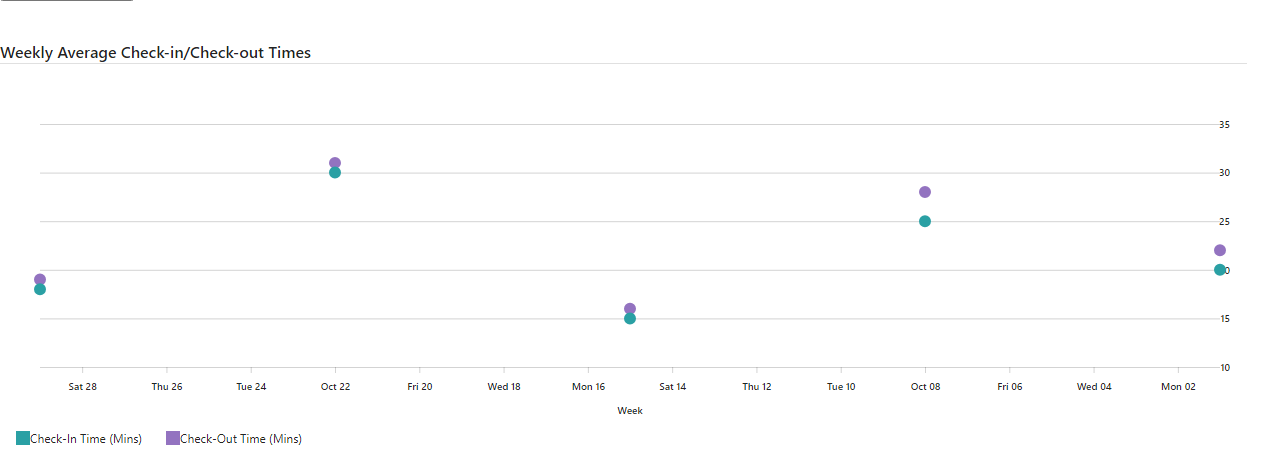 Weekly Average Check-in/Check-out Times
35
30
25
20
15
10
Sat 28 Thu 26 Tue 24 Oct 22 Fri 20 Wed 18 Mon 16 Sat 14 Thu 12 Tue 10 Oct 08 Fri 06 Wed 04 Mon 02
Week
Check-In Time (Mins) Check-Out Time (Mins)